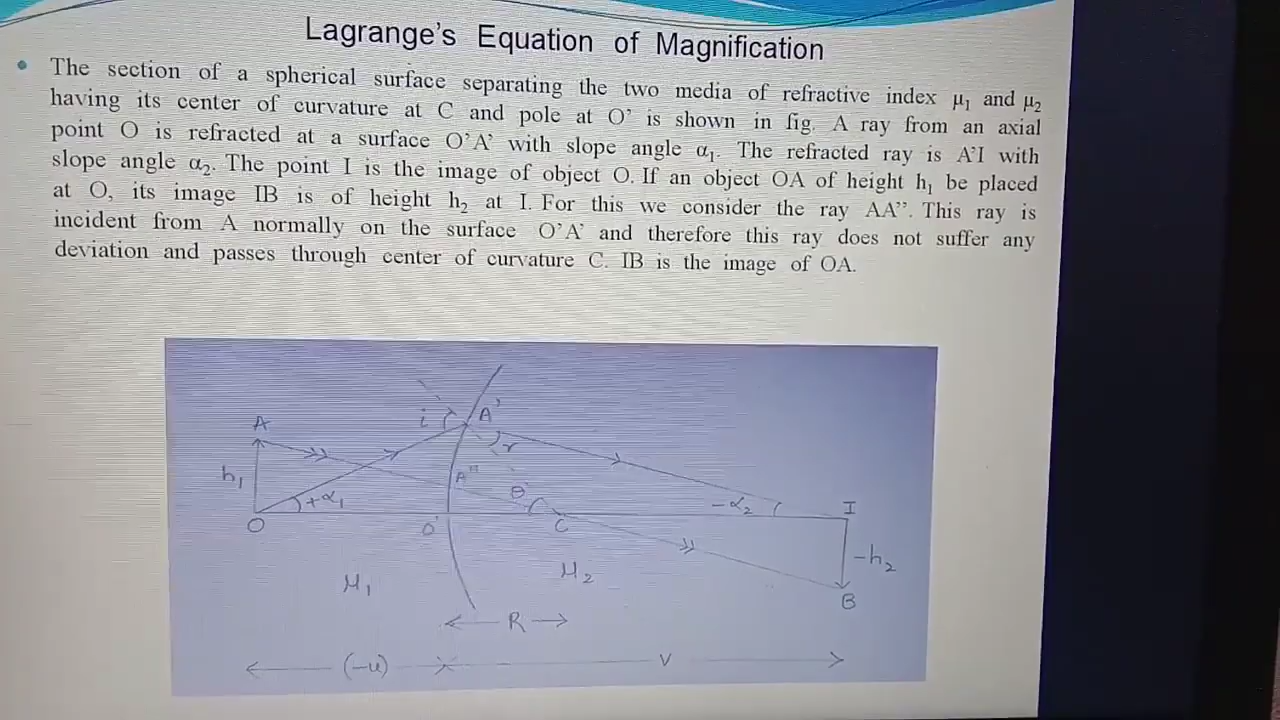 Lagrange's Equation of Magnification
• The section of a spherical surface separating the two media of refractive index μ₁ and μ₂
having its center of curvature at C and pole at O' is shown in fig. A ray from an axial
point O is refracted at a surface O'A' with slope angle α₁. The refracted ray is A'I with
slope angle α₂. The point I is the image of object O. If an object OA of height h₁ be placed
at O, its image IB is of height h₂ at I. For this we consider the ray AA”. This ray is
incident from A normally on the surface O'A' and therefore this ray does not suffer any
deviation and passes through center of curvature C. IB is the image of OA.
A
i
A'
r
h₁
A"
θ
+α₁
-α₂
I
O
O'
C
-h₂
μ₁
μ₂
B
R
(-u)
v